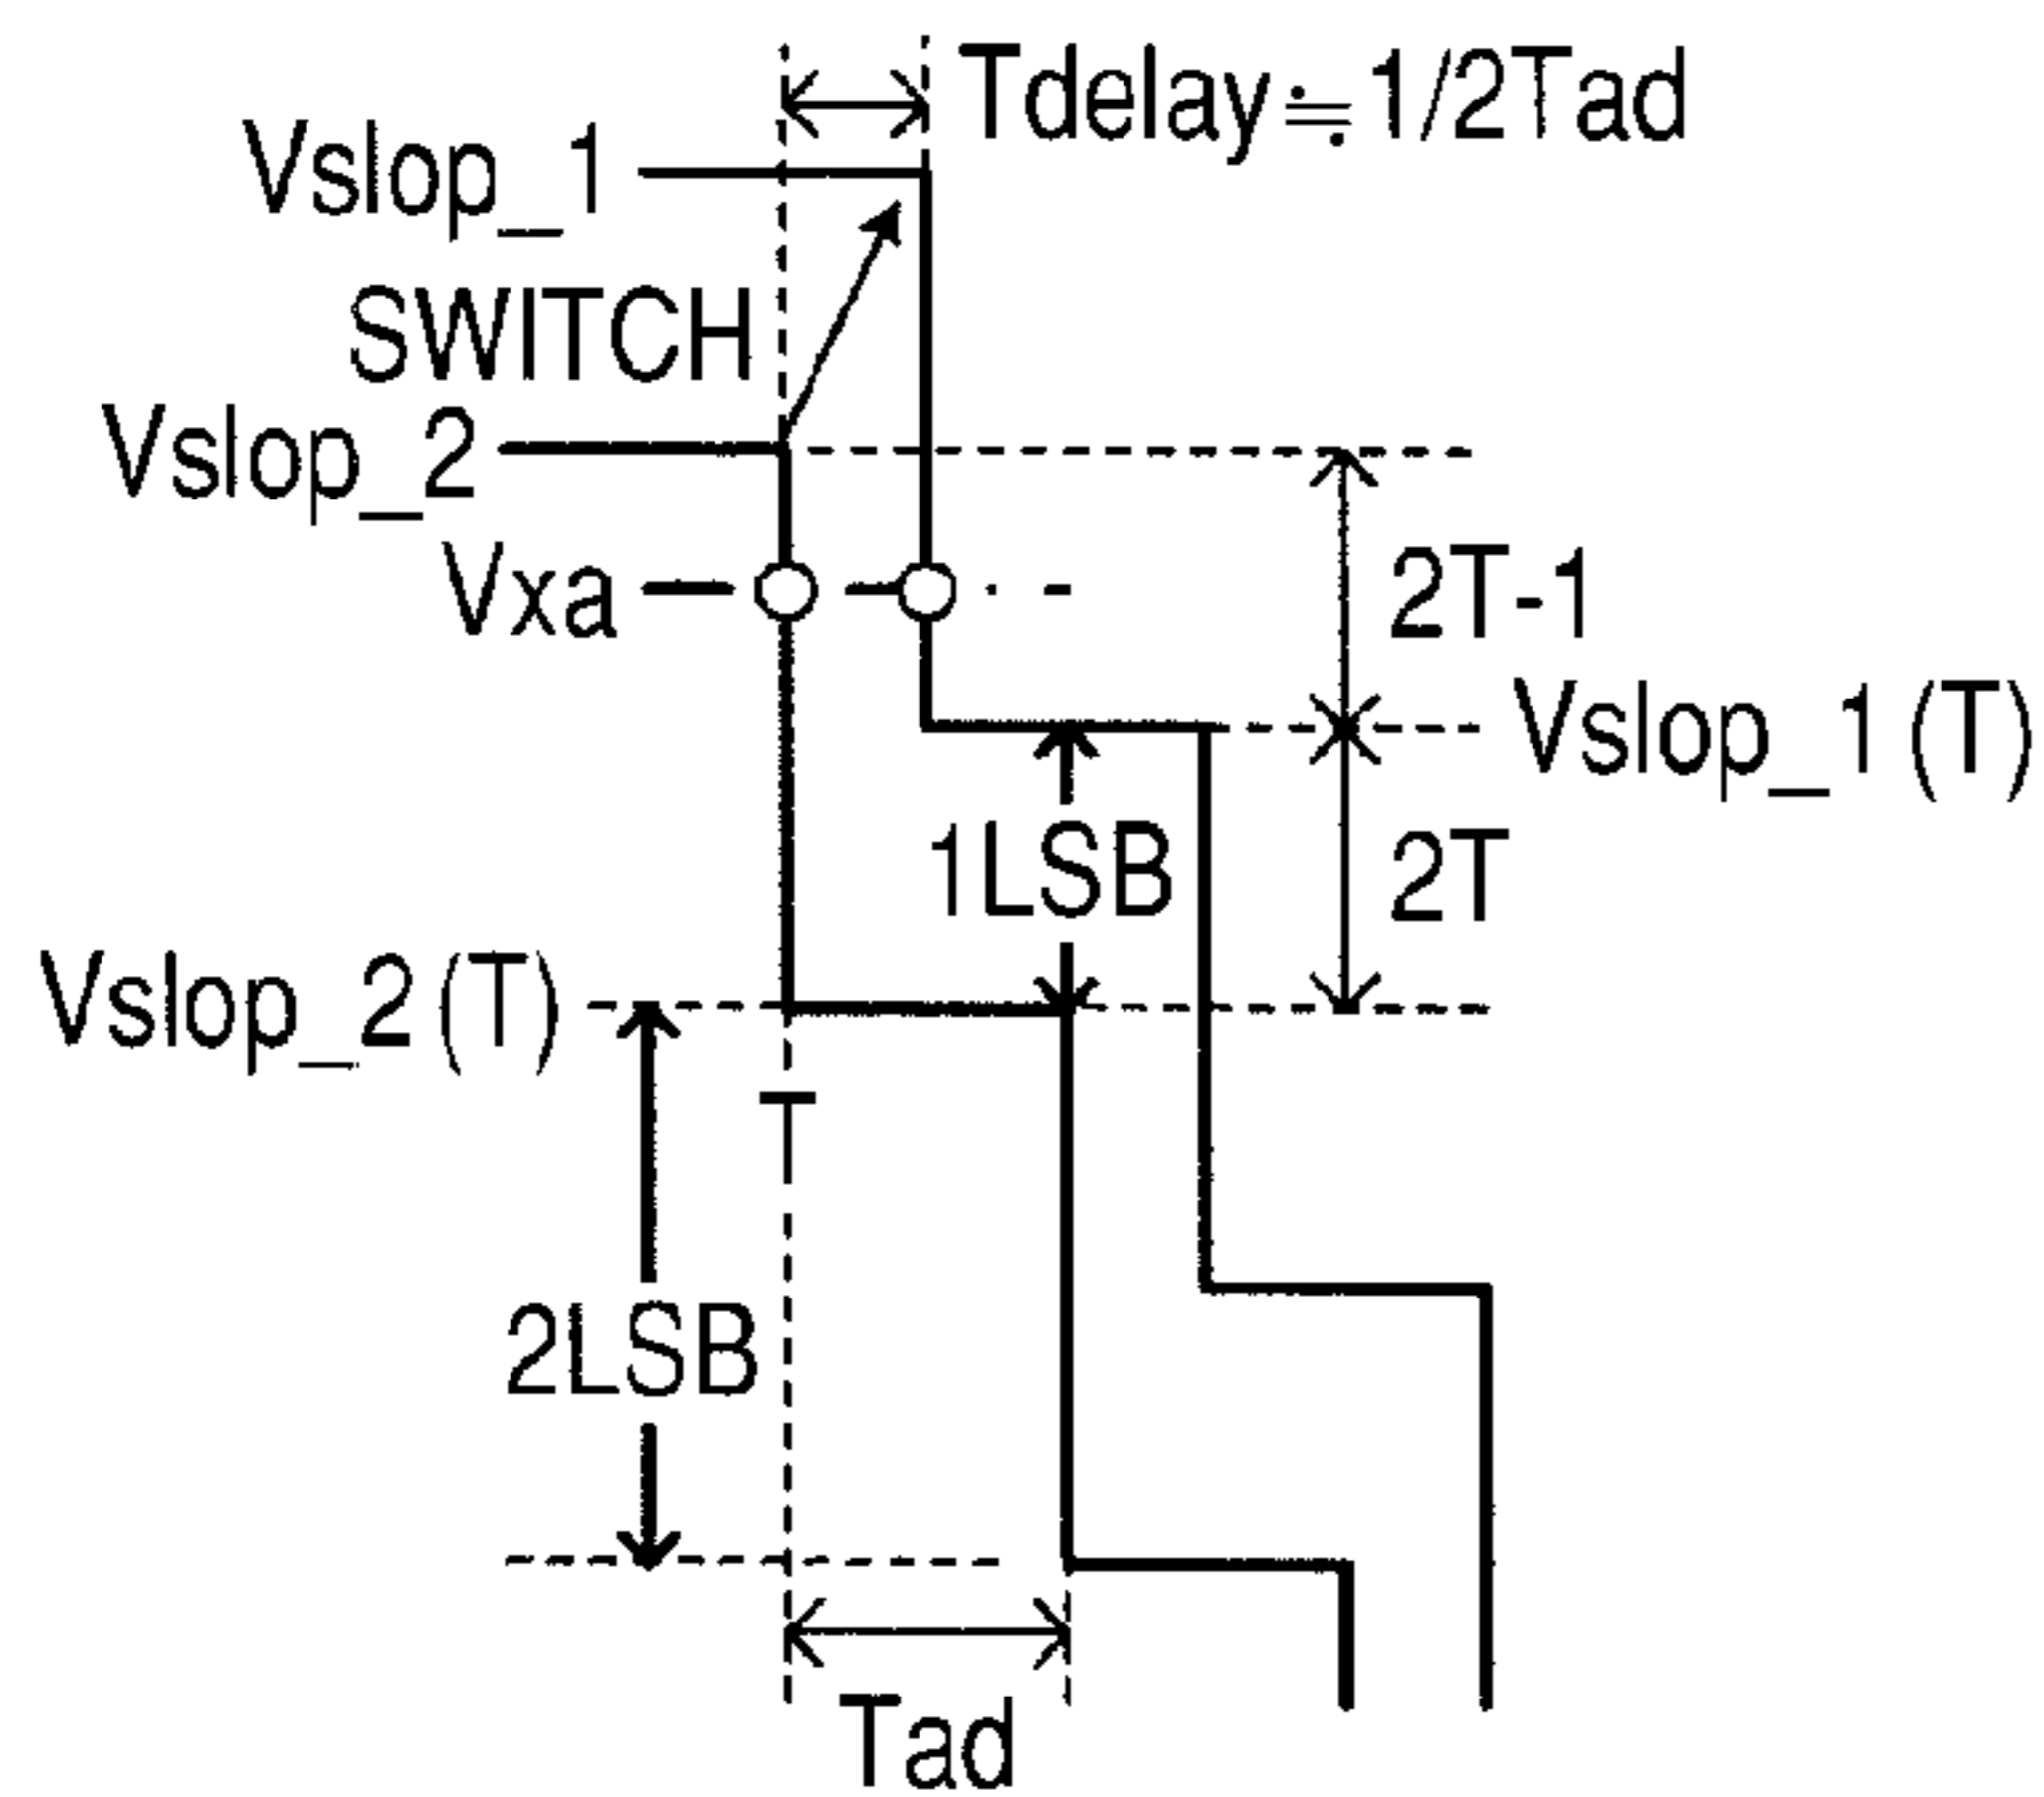 Tdelay≒1/2Tad
Vslop_1
SWITCH
Vslop_2
Vxa
2T-1
Vslop_1(T)
1LSB
2T
Vslop_2(T)
T
2LSB
Tad